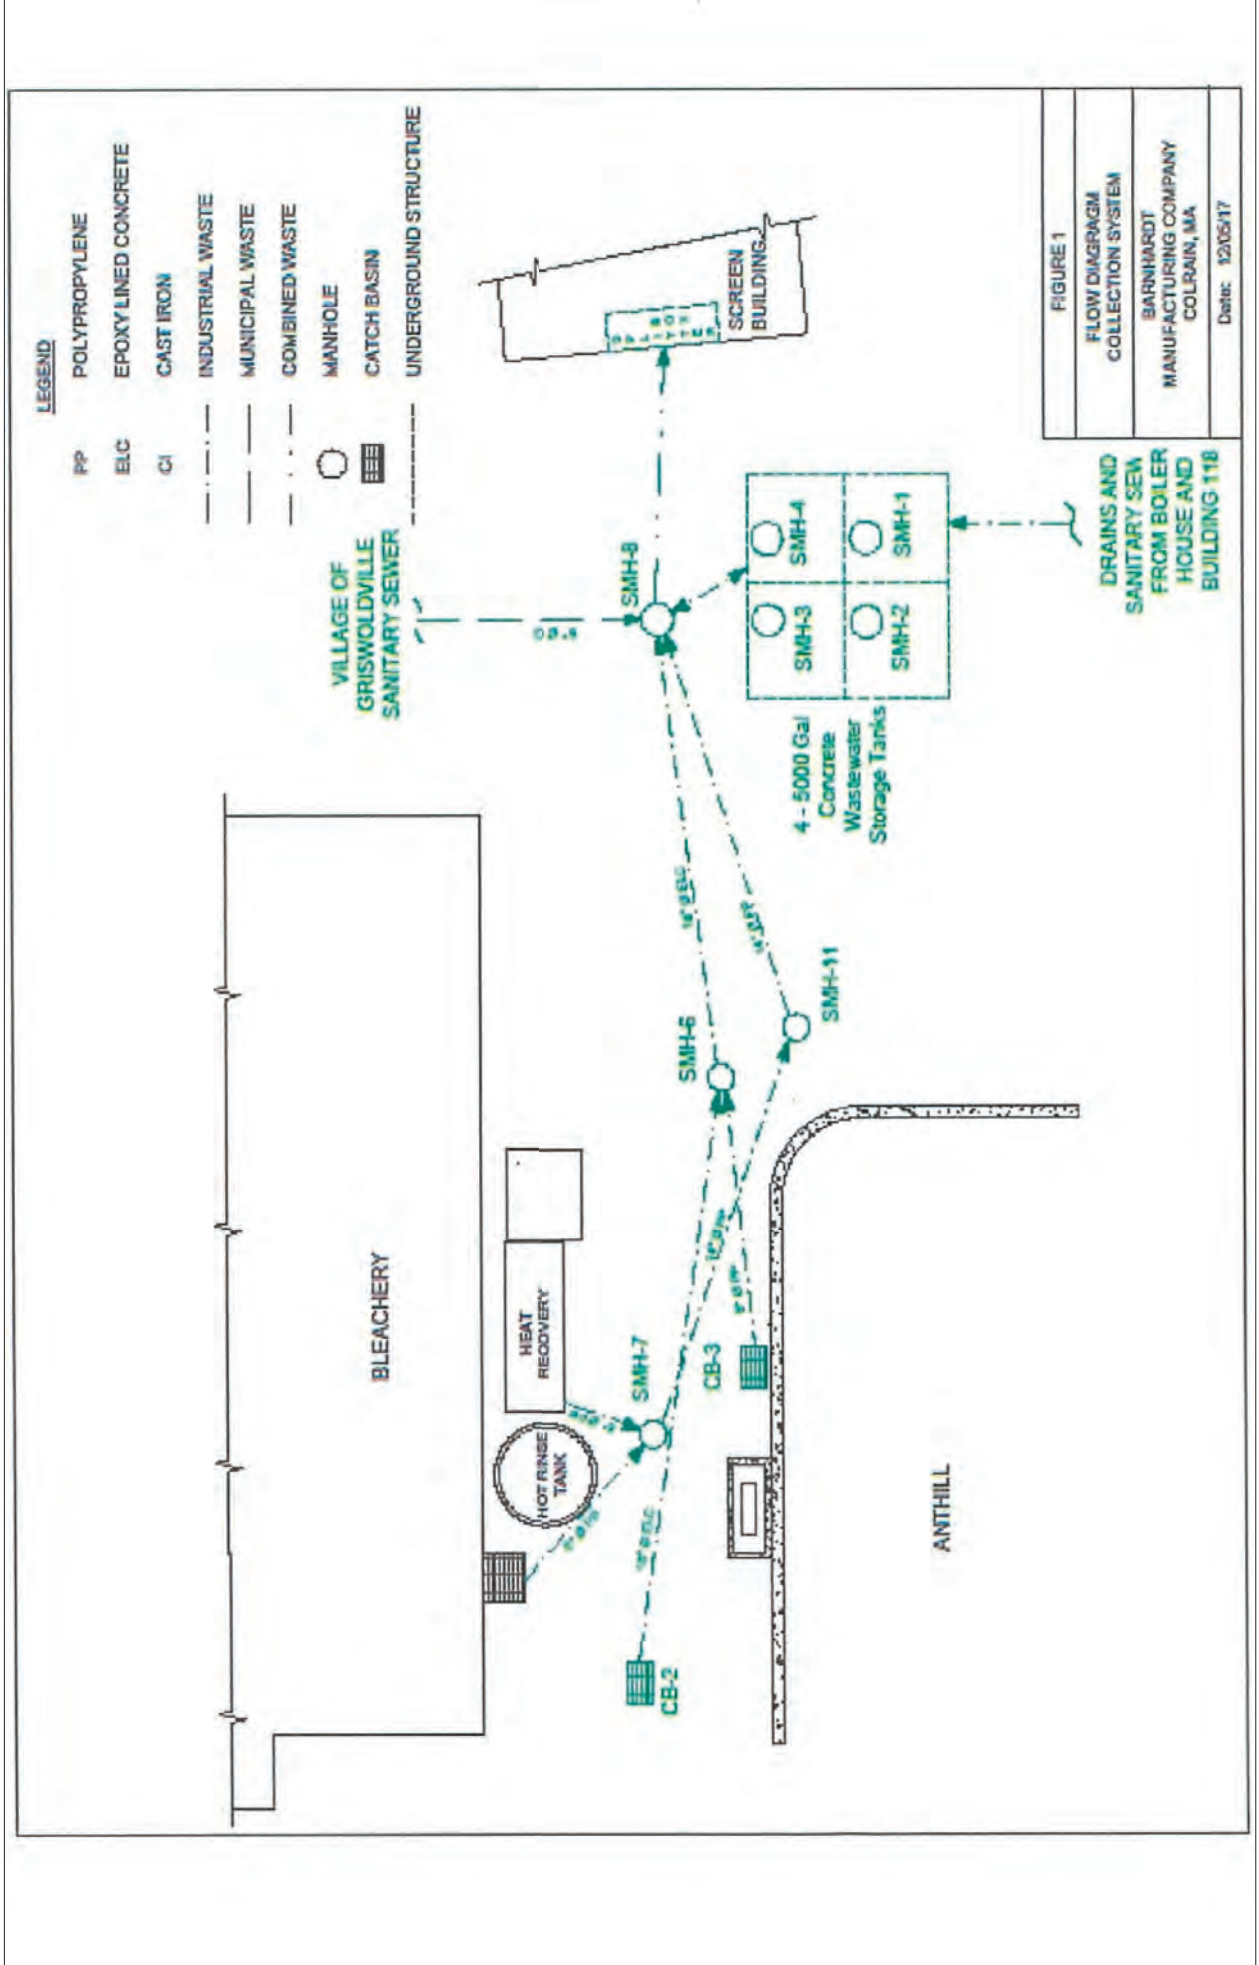 LEGEND
PP POLYPROPYLENE
ELC EPOXY LINED CONCRETE
CI CAST IRON
INDUSTRIAL WASTE
MUNICIPAL WASTE
COMBINED WASTE
MANHOLE
CATCH BASIN
UNDERGROUND STRUCTURE
VILLAGE OF
GRISWOLDVILLE
SANITARY SEWER
BLEACHERY
HEAT
RECOVERY
HOT RINSE
TANK
SMH-7
CB-2
CB-3
SMH-6
SMH-11
SMH-8
SCREEN
BUILDING
SMH-3
SMH-4
SMH-2
SMH-1
4 - 5000 Gal
Concrete
Wastewater
Storage Tanks
ANTHILL
DRAINS AND
SANITARY SEW
FROM BOILER
HOUSE AND
BUILDING 118
FIGURE 1
FLOW DIAGRAGM
COLLECTION SYSTEM
BARNHARDT
MANUFACTURING COMPANY
COLRAIN, MA
Date: 12/05/17